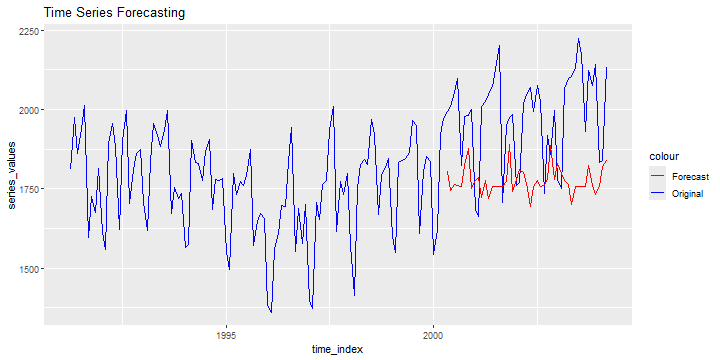 Time Series Forecasting
2250
2000
1750
1500
series_values
1995
2000
time_index
colour
Forecast
Original